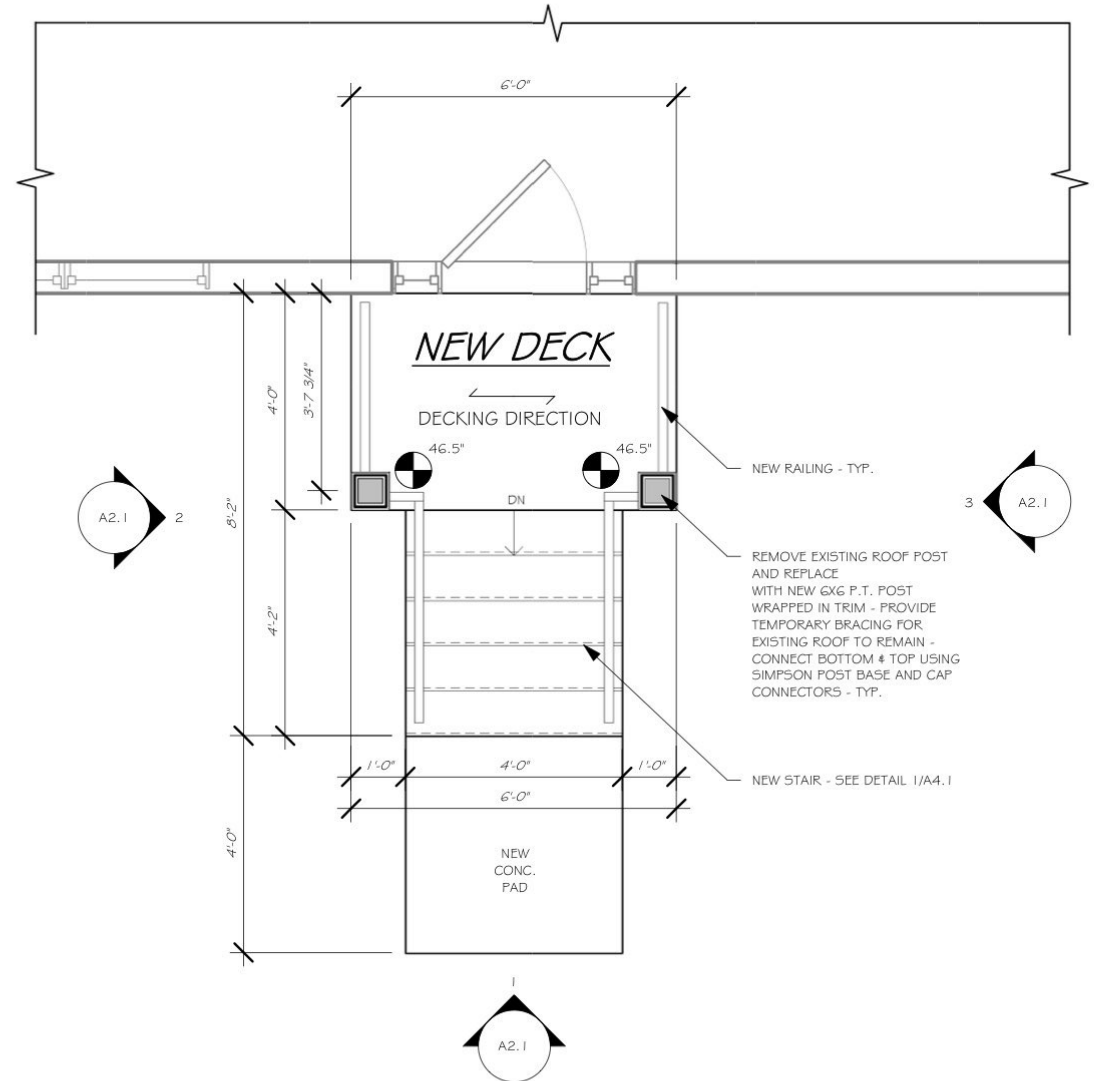 6'-0"
NEW DECK
DECKING DIRECTION
46.5"
46.5"
DN
3'-7 3/4"
4'-0"
8'-2"
4'-2"
4'-0"
A2.1
2
3
A2.1
NEW RAILING - TYP.
REMOVE EXISTING ROOF POST
AND REPLACE
WITH NEW 6X6 P.T. POST
WRAPPED IN TRIM - PROVIDE
TEMPORARY BRACING FOR
EXISTING ROOF TO REMAIN -
CONNECT BOTTOM & TOP USING
SIMPSON POST BASE AND CAP
CONNECTORS - TYP.
1'-0"
4'-0"
1'-0"
6'-0"
NEW STAIR - SEE DETAIL 1/A4.1
NEW
CONC.
PAD
1
A2.1